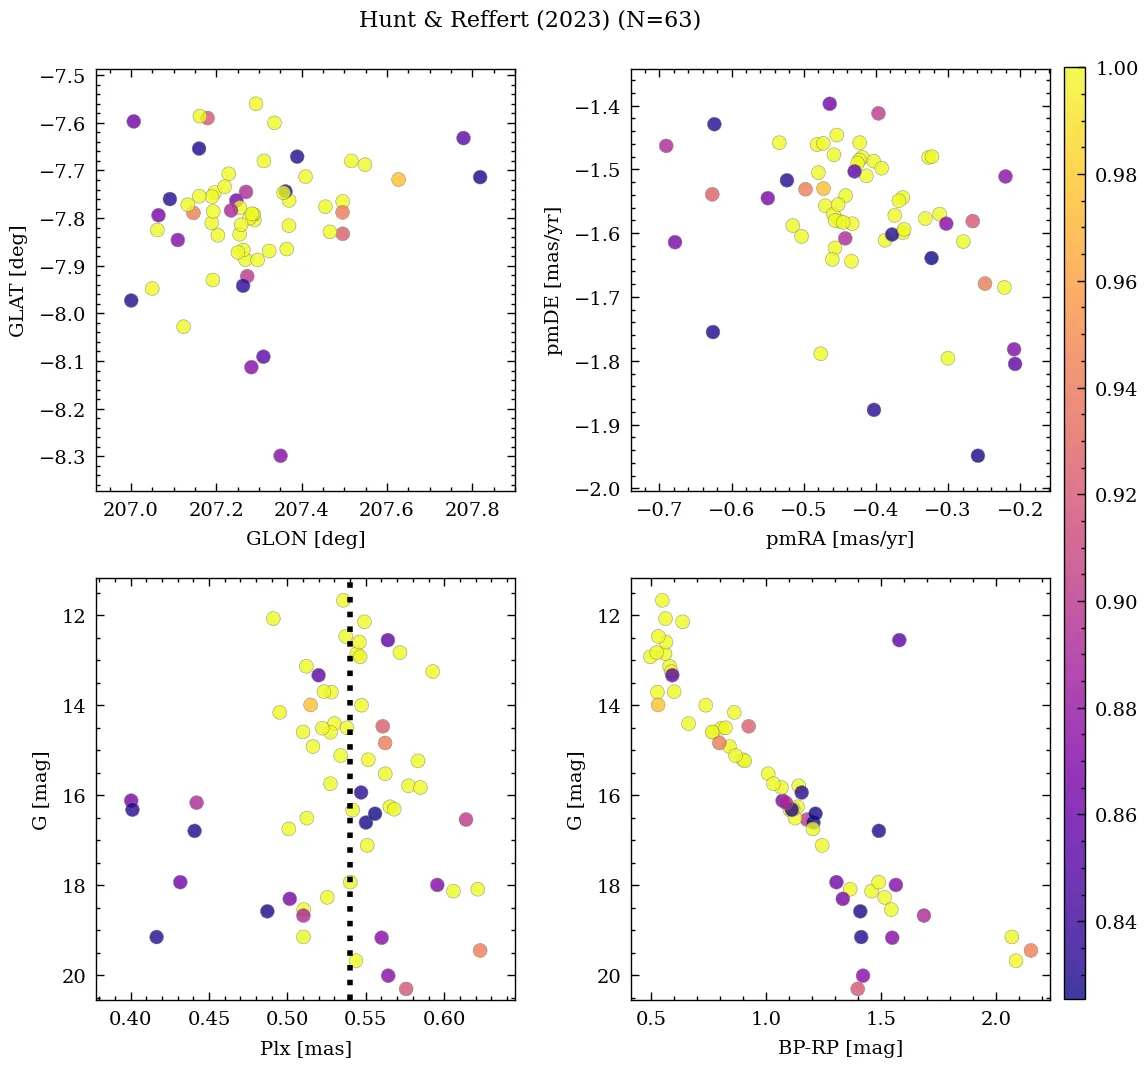 Hunt & Reffert (2023) (N=63)
−7.5
−7.6
−7.7
−7.8
−7.9
−8.0
−8.1
−8.2
−8.3
GLAT [deg]
207.0 207.2 207.4 207.6 207.8
GLON [deg]
−1.4
−1.5
−1.6
−1.7
−1.8
−1.9
−2.0
pmDE [mas/yr]
−0.7 −0.6 −0.5 −0.4 −0.3 −0.2
pmRA [mas/yr]
12
14
16
18
20
G [mag]
0.40 0.45 0.50 0.55 0.60
Plx [mas]
12
14
16
18
20
G [mag]
0.5 1.0 1.5 2.0
BP-RP [mag]
1.00
0.98
0.96
0.94
0.92
0.90
0.88
0.86
0.84